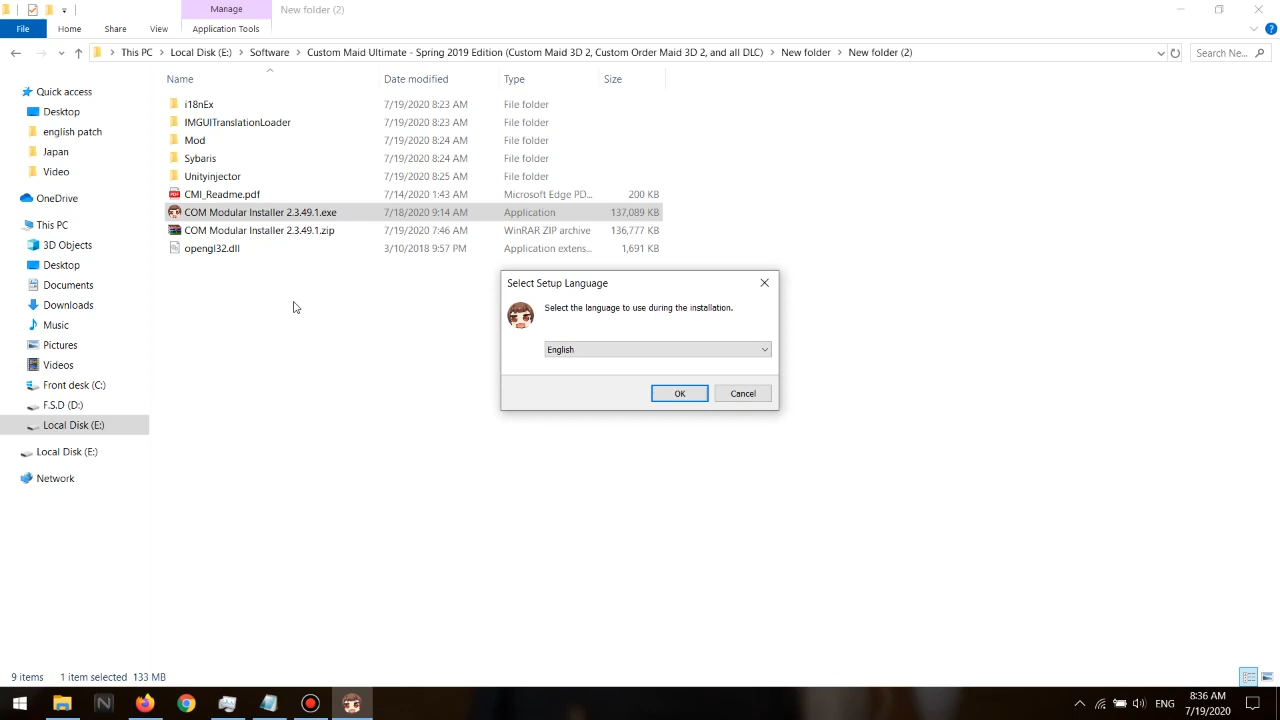 Manage
New folder (2)
File
Home
Share
View
Application Tools
This PC
Local Disk (E:)
Software
Custom Maid Ultimate - Spring 2019 Edition (Custom Maid 3D 2, Custom Order Maid 3D 2, and all DLC)
New folder
New folder (2)
Search Ne...
Name
Date modified
Type
Size
i18nEx
7/19/2020 8:23 AM
File folder
IMGUITranslationLoader
7/19/2020 8:23 AM
File folder
Mod
7/19/2020 8:24 AM
File folder
Sybaris
7/19/2020 8:24 AM
File folder
Unityinjector
7/19/2020 8:25 AM
File folder
CMI_Readme.pdf
7/14/2020 1:43 AM
Microsoft Edge PD...
200 KB
COM Modular Installer 2.3.49.1.exe
7/18/2020 9:14 AM
Application
137,089 KB
COM Modular Installer 2.3.49.1.zip
7/19/2020 7:46 AM
WinRAR ZIP archive
136,777 KB
opengl32.dll
3/10/2018 9:57 PM
Application extens...
1,691 KB
Quick access
Desktop
english patch
Japan
Video
OneDrive
This PC
3D Objects
Desktop
Documents
Downloads
Music
Pictures
Videos
Front desk (C:)
F.S.D (D:)
Local Disk (E:)
Local Disk (E:)
Network
Select Setup Language
Select the language to use during the installation.
English
OK
Cancel
9 items
1 item selected 133 MB
ENG
8:36 AM
7/19/2020